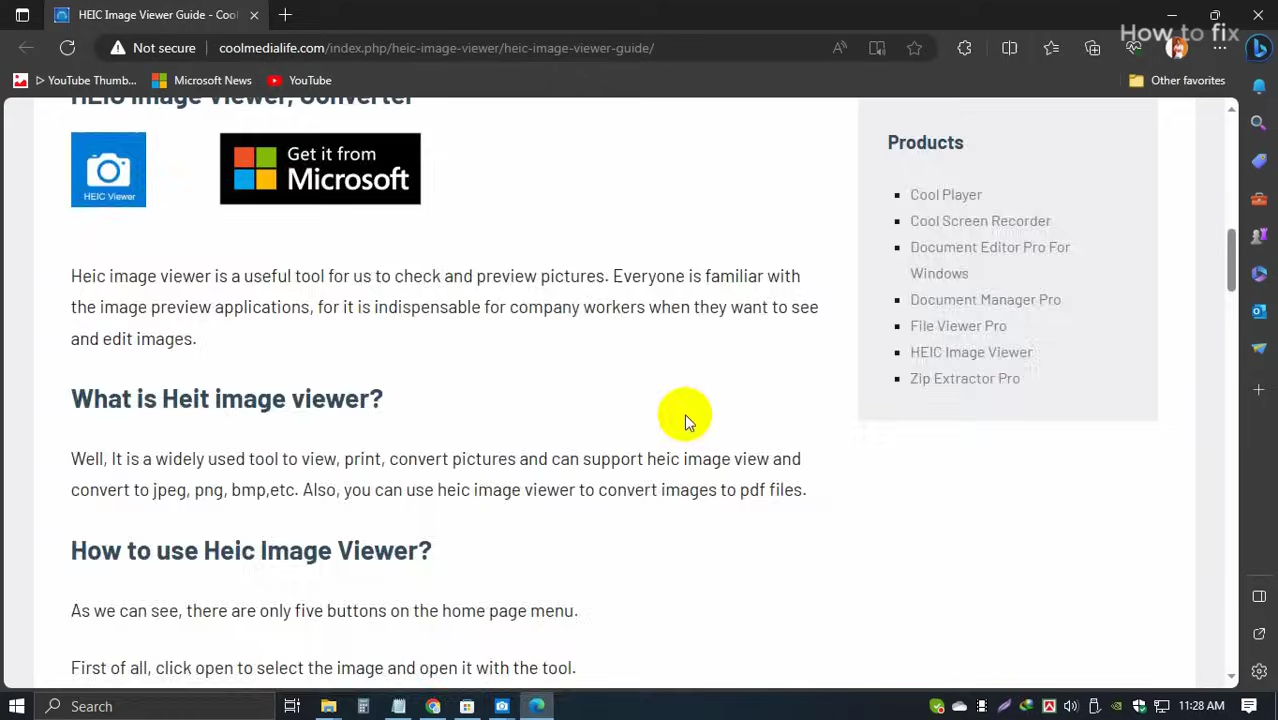 HEIC Image Viewer Guide - Cool
How to fix
Not secure
coolmedialife.com/index.php/heic-image-viewer/heic-image-viewer-guide/
YouTube Thumb...
Microsoft News
YouTube
Other favorites
HEIC Image Viewer, Converter
HEIC Viewer
Get it from
Microsoft
Heic image viewer is a useful tool for us to check and preview pictures. Everyone is familiar with
the image preview applications, for it is indispensable for company workers when they want to see
and edit images.
What is Heit image viewer?
Well, It is a widely used tool to view, print, convert pictures and can support heic image view and
convert to jpeg, png, bmp,etc. Also, you can use heic image viewer to convert images to pdf files.
How to use Heic Image Viewer?
As we can see, there are only five buttons on the home page menu.
First of all, click open to select the image and open it with the tool.
Products
Cool Player
Cool Screen Recorder
Document Editor Pro For
Windows
Document Manager Pro
File Viewer Pro
HEIC Image Viewer
Zip Extractor Pro
Search
11:28 AM